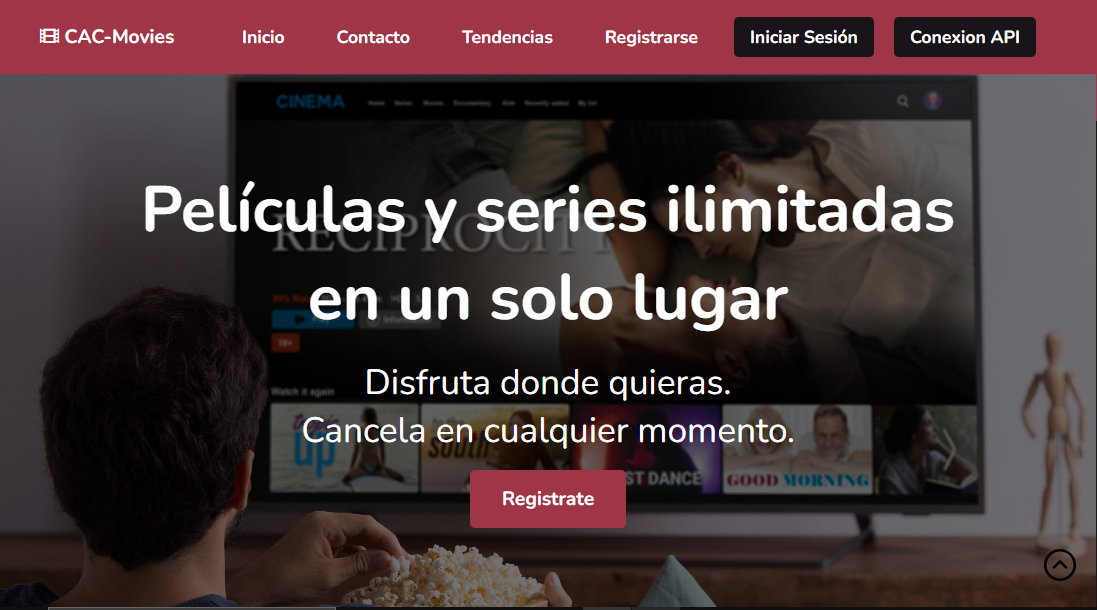 CAC-Movies
Inicio
Contacto
Tendencias
Registrarse
Iniciar Sesión
Conexion API
CINEMA
Home Series Movies Documentary Kids Recently added My list
Películas y series ilimitadas
RECIPROCITY
en un solo lugar
Play
18+
Disfruta donde quieras.
Watch it again
Cancela en cualquier momento.
up
south
ST DANCE
GOOD MORNING
Registrate